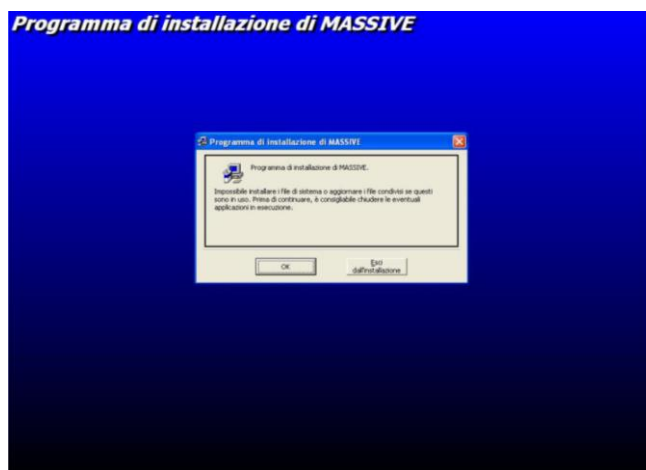 Programma di installazione di MASSIVE
Programma di installazione di MASSIVE
Programma di installazione di MASSIVE.
Impossibile installare i file di sistema o aggiornare i file condivisi se questi
sono in uso. Prima di continuare, è consigliabile chiudere le eventuali
applicazioni in esecuzione.
OK
Esci
dall'installazione